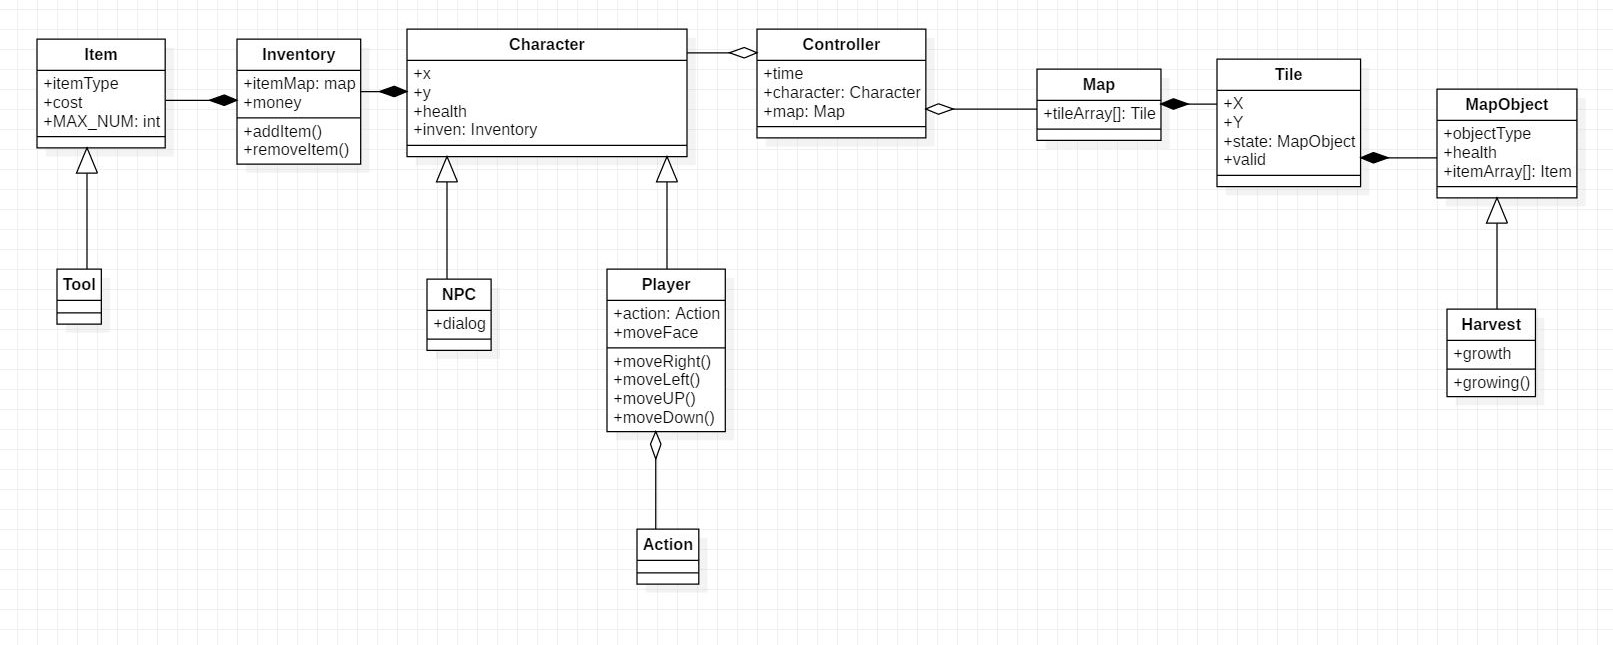 Item
+itemType
+cost
+MAX_NUM: int
Inventory
+itemMap: map
+money
+addItem()
+removeItem()
Character
+x
+y
+health
+inven: Inventory
Controller
+time
+character: Character
+map: Map
Map
+tileArray[]: Tile
Tile
+X
+Y
+state: MapObject
+valid
MapObject
+objectType
+health
+itemArray[]: Item
Tool
NPC
+dialog
Player
+action: Action
+moveFace
+moveRight()
+moveLeft()
+moveUP()
+moveDown()
Harvest
+growth
+growing()
Action